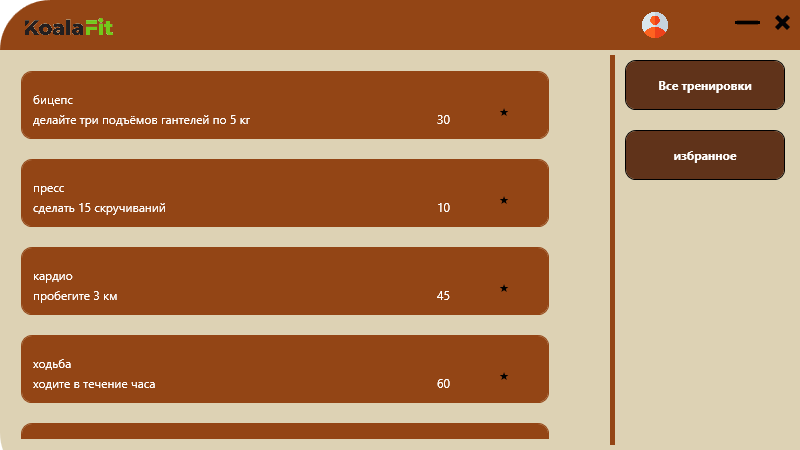 KoalaFit
бицепс
делайте три подъёмов гантелей по 5 кг 30
пресс
сделать 15 скручиваний 10
кардио
пробегите 3 км 45
ходьба
ходите в течение часа 60
Все тренировки
избранное